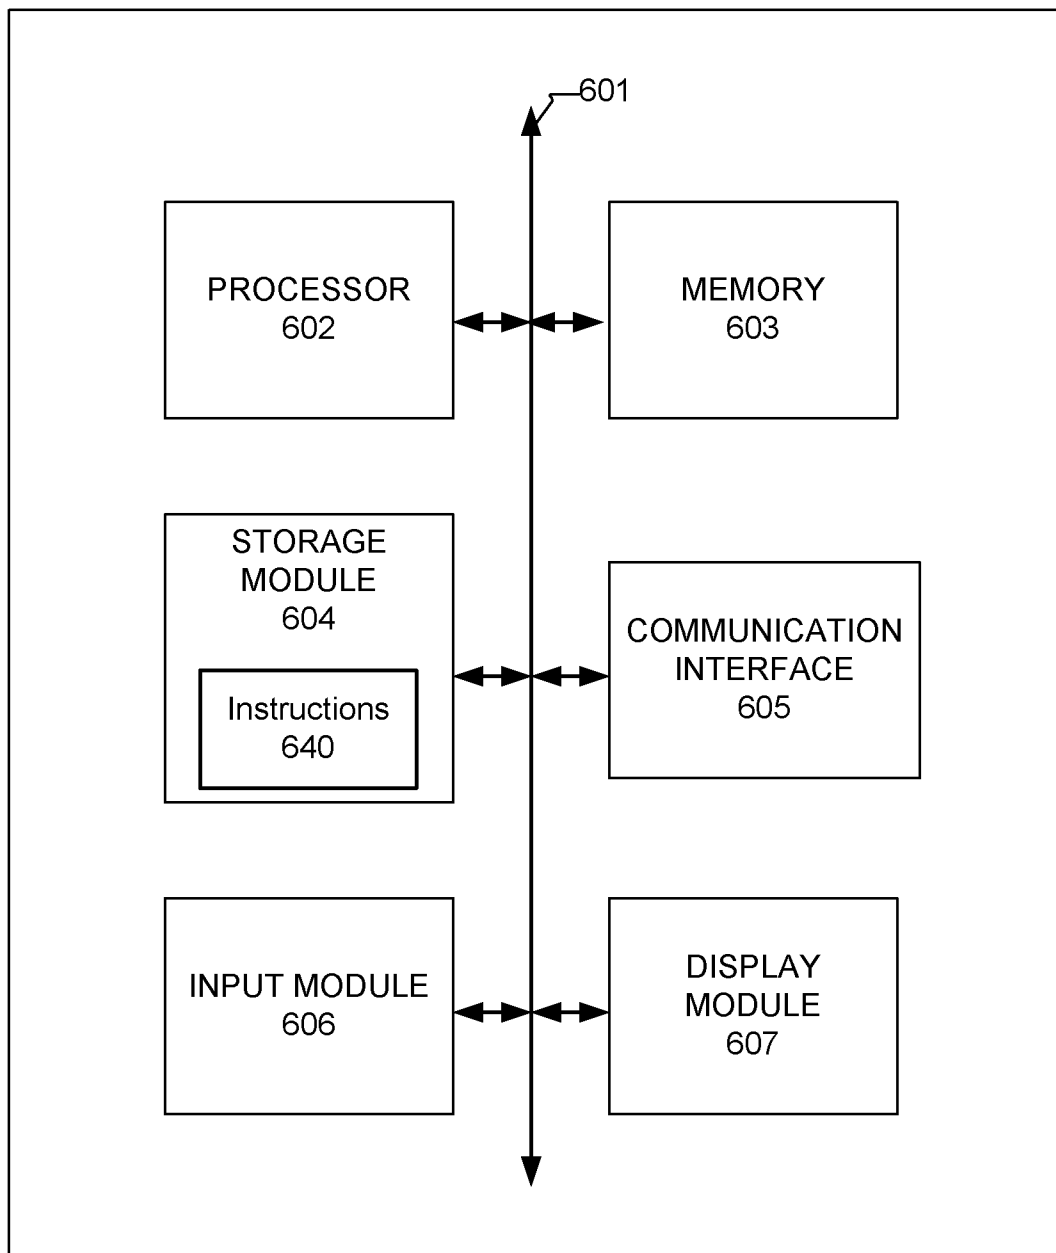 601
PROCESSOR
602
MEMORY
603
STORAGE
MODULE
604
Instructions
640
COMMUNICATION
INTERFACE
605
INPUT MODULE
606
DISPLAY
MODULE
607